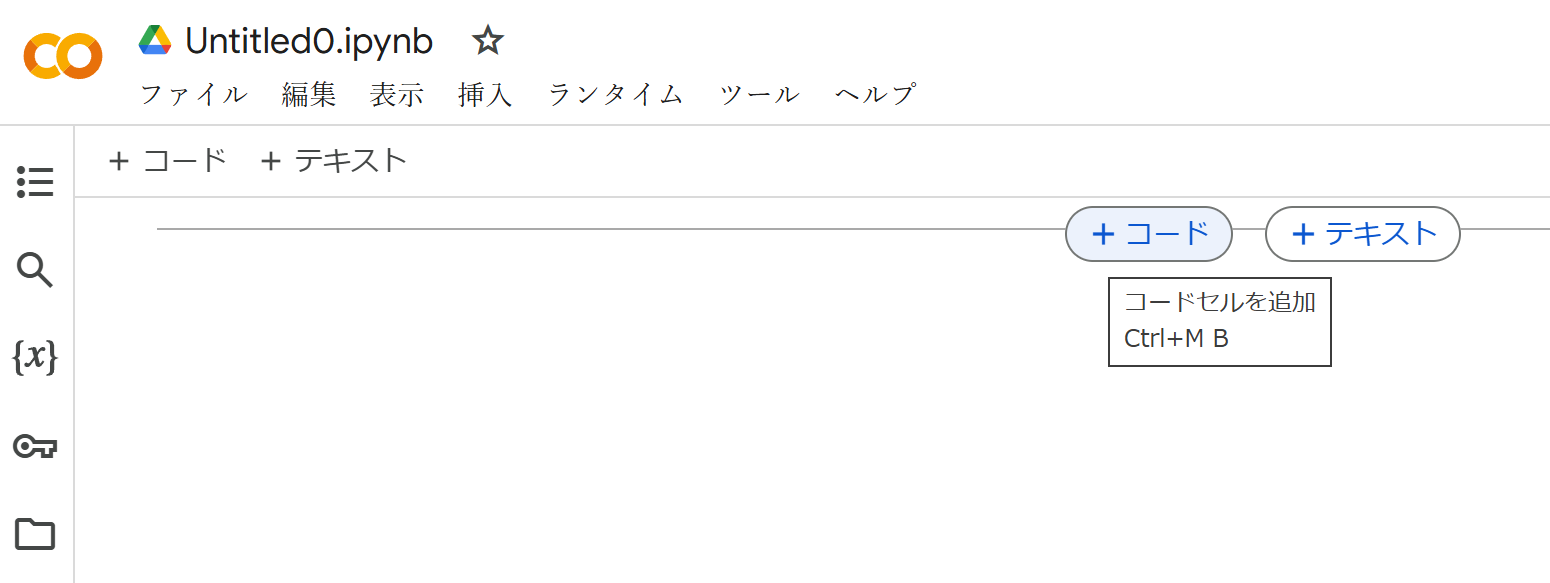 Untitled0.ipynb
ファイル 編集 表示 挿入 ランタイム ツール ヘルプ
+ コード + テキスト
+ コード + テキスト
コードセルを追加
Ctrl+M B
{x}